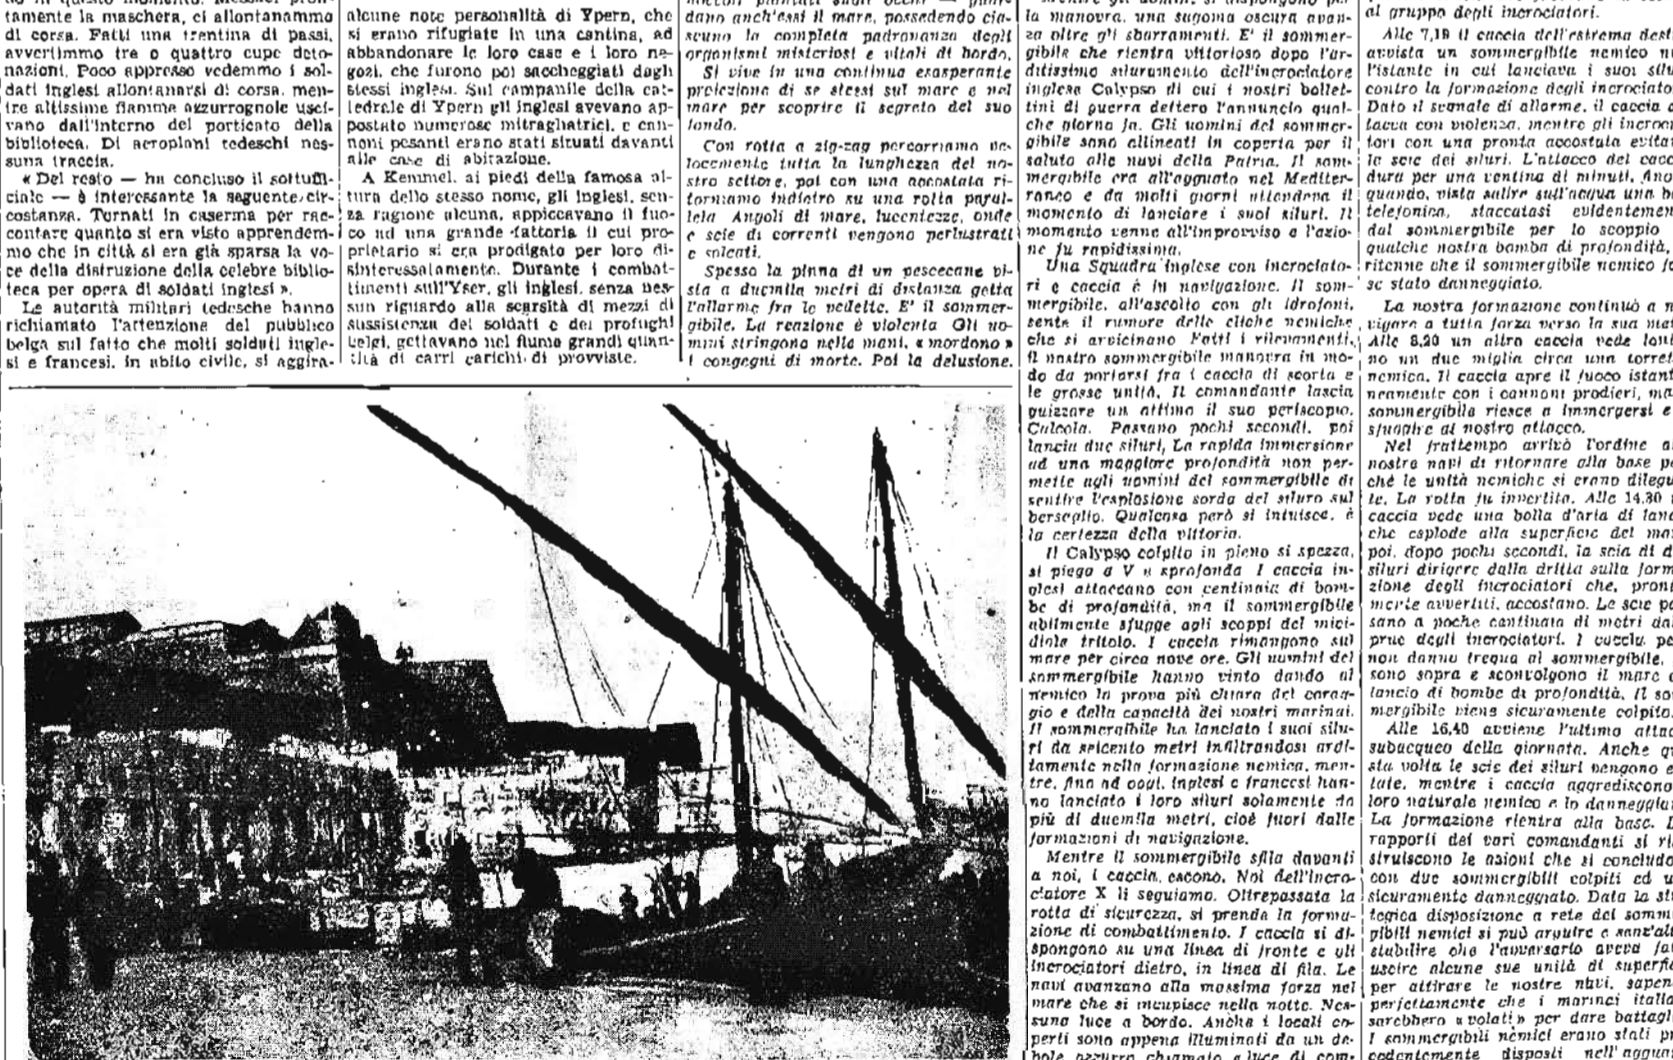 tamente la maschera, ci allontanammo
di corsa. Fatti una trentina di passi,
avvertimmo tre o quattro cupe deto-
nazioni. Poco appresso vedemmo i sol-
dati inglesi allontanarsi di corsa, men-
tre altissime fiamme azzurrognole usci-
vano dall'interno del porticato della
biblioteca. Di aeroplani tedeschi nes-
suna traccia.
« Del resto — ha concluso il sottuffi-
ciale — è interessante la seguente cir-
costanza. Tornati in caserma per rac-
contare quanto si era visto apprendem-
mo che in città si era già sparsa la vo-
ce della distruzione della celebre biblio-
teca per opera di soldati inglesi ».
Le autorità militari tedesche hanno
richiamato l'attenzione del pubblico
belga sul fatto che molti soldati ingle-
si e francesi, in abito civile, si aggira-
alcune note personalità di Ypern, che
si erano rifugiate in una cantina, ad
abbandonare le loro case e i loro ne-
gozi, che furono poi saccheggiati dagli
stessi inglesi. Sul campanile della cat-
tedrale di Ypern gli inglesi avevano ap-
postato numerose mitragliatrici, e can-
noni pesanti erano stati situati davanti
alle case di abitazione.
A Kemmel, ai piedi della famosa al-
tura dello stesso nome, gli inglesi, sen-
za ragione alcuna, appiccavano il fuo-
co ad una grande fattoria il cui pro-
prietario si era prodigato per loro di-
sinteressatamente. Durante i combat-
timenti sull'Yser, gli inglesi, senza nes-
sun riguardo alla scarsità di mezzi di
sussistenza dei soldati e dei profughi
belgi, gettavano nel fiume grandi quan-
tità di carri carichi di provviste.
dano anch'essi il mare, possedendo cia-
scuno la completa padronanza degli
organismi misteriosi e vitali di bordo.
Si vive in una continua esasperante
proiezione di se stessi sul mare e nel
mare per scoprire il segreto del suo
fondo.
Con rotta a zig-zag percorriamo ve-
locemente tutta la lunghezza del no-
stro settore, poi con una accostata ri-
torniamo indietro su una rotta paral-
lela Angoli di mare, lucentezze, onde
e scie di correnti vengono perlustrati
e solcati.
Spesso la pinna di un pescecane vi-
sta a duemila metri di distanza getta
l'allarme fra le vedette. E' il sommer-
gibile. La reazione è violenta Gli uo-
mini stringono nelle mani, « mordono »
i congegni di morte. Poi la delusione.
la manovra, una sagoma oscura avan-
za oltre gli sbarramenti. E' il sommer-
gibile che rientra vittorioso dopo l'ar-
ditissimo siluramento dell'incrociatore
inglese Calypso di cui i nostri bollet-
tini di guerra dettero l'annuncio qual-
che giorno fa. Gli uomini del sommer-
gibile sono allineati in coperta per il
saluto alle navi della Patria. Il som-
mergibile era all'agguato nel Mediter-
raneo e da molti giorni attendeva il
momento di lanciare i suoi siluri. Il
momento venne all'improvviso e l'azio-
ne fu rapidissima.
Una Squadra inglese con incrociato-
ri e caccia è in navigazione. Il som-
mergibile, all'ascolto con gli idrofoni,
sente il rumore delle eliche nemiche
che si avvicinano Fatti i rilevamenti,
il nostro sommergibile manovra in mo-
do da portarsi fra i caccia di scorta e
le grosse unità. Il comandante lascia
guizzare un attimo il suo periscopio.
Calcola. Passano pochi secondi, poi
lancia due siluri. La rapida immersione
ad una maggiore profondità non per-
mette agli uomini del sommergibile di
sentire l'esplosione sorda del siluro sul
bersaglio. Qualcosa però si intuisce, è
la certezza della vittoria.
Il Calypso colpito in pieno si spezza,
si piega a V e sprofonda I caccia in-
glesi attaccano con centinaia di bom-
be di profondità, ma il sommergibile
abilmente sfugge agli scoppi del mici-
diale tritolo. I caccia rimangono sul
mare per circa nove ore. Gli uomini del
sommergibile hanno vinto dando al
nemico la prova più chiara del corag-
gio e della capacità dei nostri marinai.
Il sommergibile ha lanciato i suoi silu-
ri da seicento metri infiltrandosi ardi-
tamente nella formazione nemica, men-
tre, fino ad oggi, inglesi e francesi han-
no lanciato i loro siluri solamente da
più di duemila metri, cioè fuori dalle
formazioni di navigazione.
Mentre il sommergibile sfila davanti
a noi, i caccia escono. Noi dell'incro-
ciatore X li seguiamo. Oltrepassata la
rotta di sicurezza, si prende la forma-
zione di combattimento. I caccia si di-
spongono su una linea di fronte e gli
incrociatori dietro, in linea di fila. Le
navi avanzano alla massima forza nel
mare che si incupisce nella notte. Nes-
suna luce a bordo. Anche i locali co-
perti sono appena illuminati da un de-
al gruppo degli incrociatori.
Alle 7,18 il caccia dell'estrema dest
avvista un sommergibile nemico n
l'istante in cui lanciava i suoi silu
contro la formazione degli incrociator
Dato il segnale di allarme, il caccia a
tacca con violenza, mentre gli incroc
tori con una pronta accostata evitan
le scie dei siluri. L'attacco del cacc
dura per una ventina di minuti, fino
quando, vista salire sull'acqua una b
telefonica, staccatasi evidentemen
dal sommergibile per lo scoppio
qualche nostra bomba di profondità,
ritenne che il sommergibile nemico fo
se stato danneggiato.
La nostra formazione continuò a n
vigare a tutta forza verso la sua met
Alle 8,20 un altro caccia vede lont
no un due miglia circa una torret
nemica. Il caccia apre il fuoco istant
neamente con i cannoni prodieri, ma
sommergibile riesce a immergersi e
sfuggire al nostro attacco.
Nel frattempo arrivò l'ordine a
nostre navi di ritornare alla base pe
ché le unità nemiche si erano dilegu
te. La rotta fu invertita. Alle 14.30
caccia vede una bolla d'aria di lanc
che esplode alla superficie del mar
poi, dopo pochi secondi, la scia di d
siluri dirigere dalla dritta sulla form
zione degli incrociatori che, pron
mente avvertiti, accostano. Le scie pa
sano a poche centinaia di metri dal
prue degli incrociatori. I caccia, pe
non danno tregua al sommergibile,
sono sopra e sconvolgono il mare c
lancio di bombe di profondità. Il so
mergibile viene sicuramente colpito.
Alle 16,40 avviene l'ultimo attac
subacqueo della giornata. Anche qu
sta volta le scie dei siluri vengono e
tate, mentre i caccia aggrediscono
loro naturale nemico e lo danneggia
La formazione rientra alla base.
rapporti dei vari comandanti si ri
struiscono le azioni che si concludo
con due sommergibili colpiti ed u
sicuramente danneggiato. Data la st
tegica disposizione a rete dei somm
gibili nemici si può arguire e senz'alt
stabilire che l'avversario aveva fa
uscire alcune sue unità di superfi
per attirare le nostre navi, sapen
perfettamente che i marinai italia
sarebbero « volati » per dare battagl
I sommergibili nemici erano stati p
cedentemente disposti nell'aggua